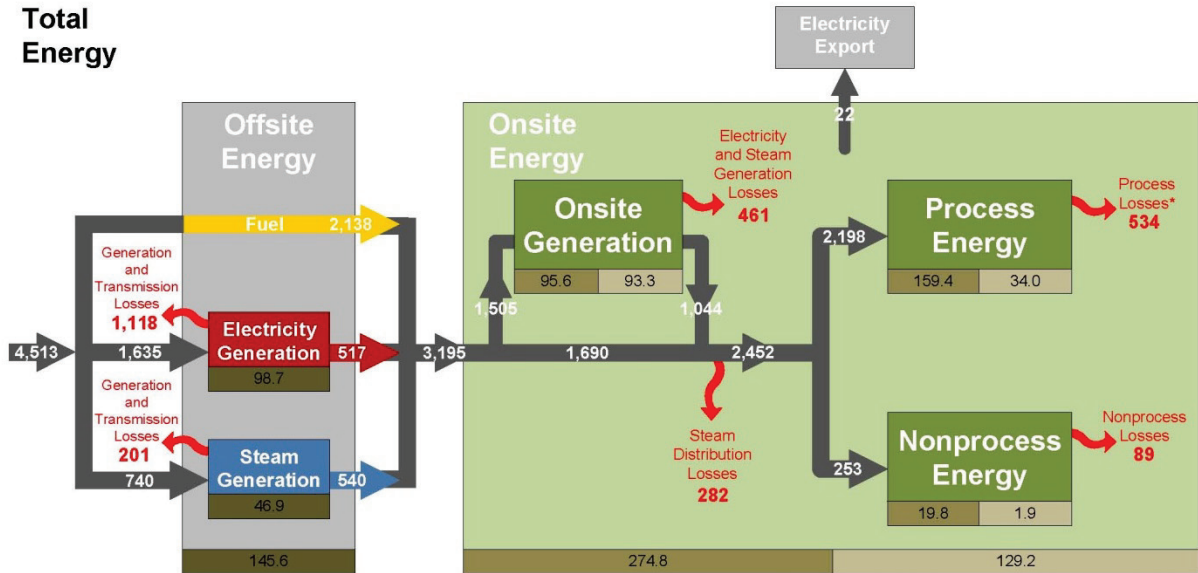 Total
Energy
Electricity
Export
22
Offsite
Energy
Onsite
Energy
Electricity
and Steam
Generation
Losses
461
Onsite
Generation
95.6 93.3
Process
Energy
159.4 34.0
Process
Losses*
534
Fuel 2,138
Generation
and
Transmission
Losses
1,118
1,505
1,044
2,198
4,513
1,635
Electricity
Generation
98.7
517
3,195
1,690
2,452
Generation
and
Transmission
Losses
201
740
Steam
Generation
46.9
540
Steam
Distribution
Losses
282
253
Nonprocess
Energy
19.8 1.9
Nonprocess
Losses
89
145.6
274.8 129.2